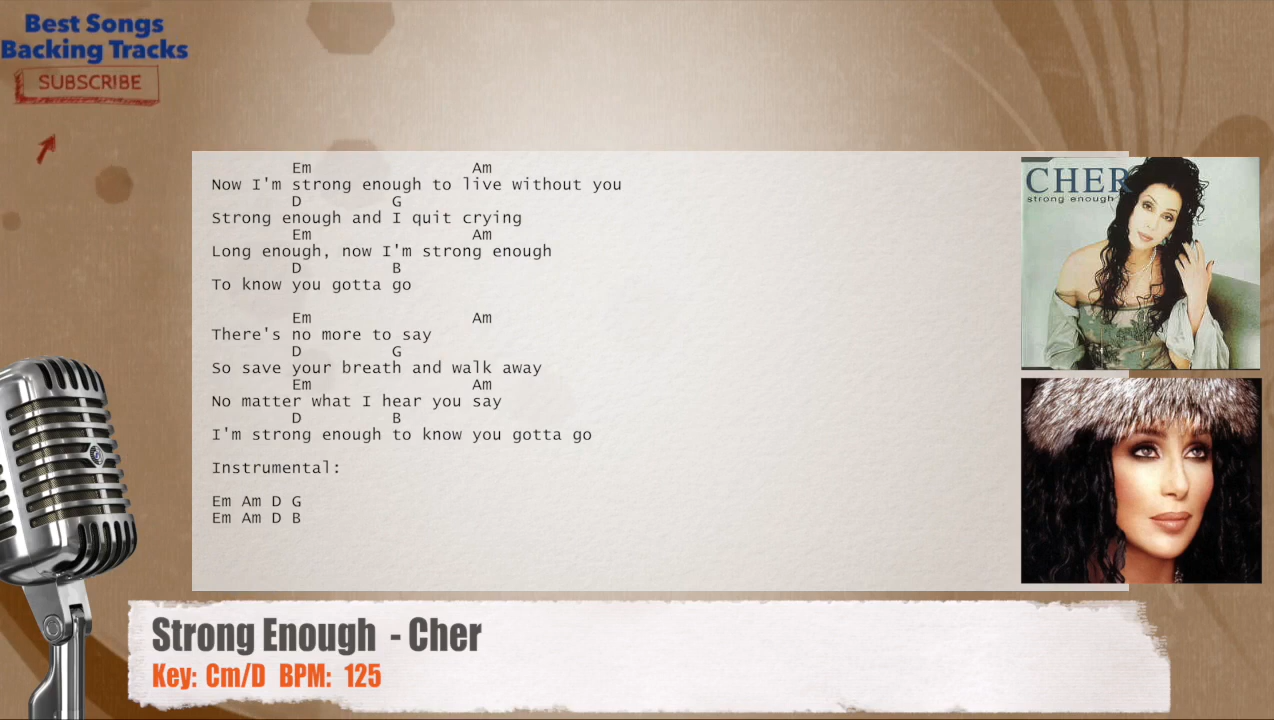 Best Songs
Backing Tracks
SUBSCRIBE
        Em                Am
Now I'm strong enough to live without you
        D         G
Strong enough and I quit crying
        Em                Am
Long enough, now I'm strong enough
        D         B
To know you gotta go
        Em                Am
There's no more to say
        D         G
So save your breath and walk away
        Em                Am
No matter what I hear you say
        D         B
I'm strong enough to know you gotta go
Instrumental:
Em Am D G
Em Am D B
CHER
strong enough
Strong Enough - Cher
Key: Cm/D BPM: 125